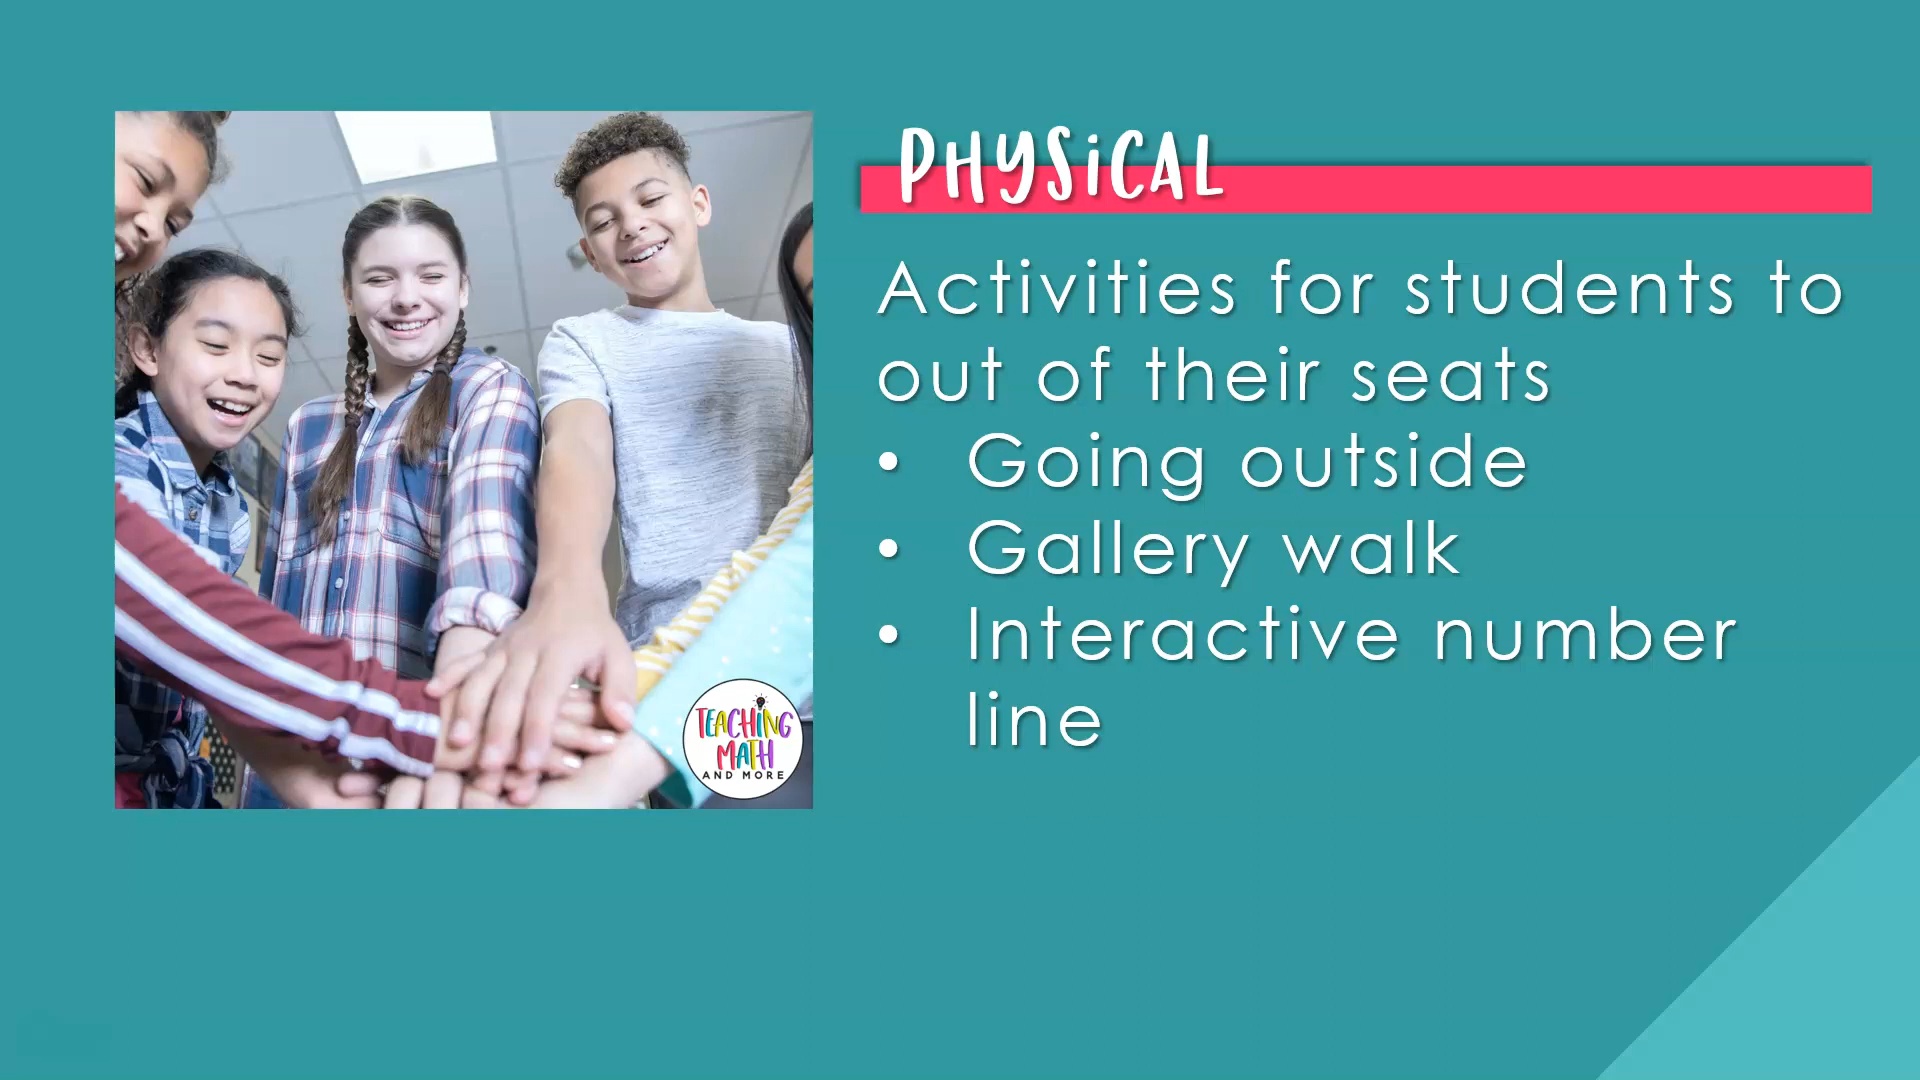 PHYSiCAL
Activities for students to
out of their seats
• Going outside
• Gallery walk
• Interactive number
line
TEACHiNG
MATH
AND MORE